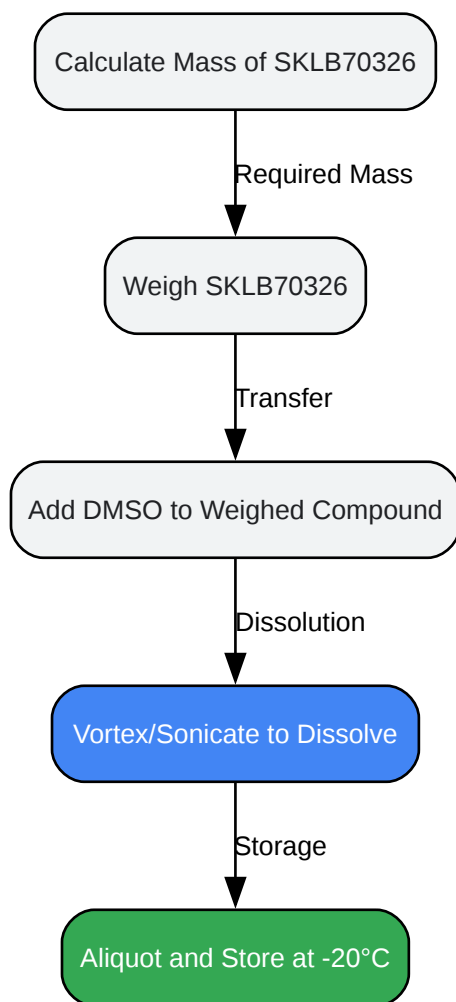 Calculate Mass of SKLB70326
Required Mass
Weigh SKLB70326
Transfer
Add DMSO to Weighed Compound
Dissolution
Vortex/Sonicate to Dissolve
Storage
Aliquot and Store at -20°C